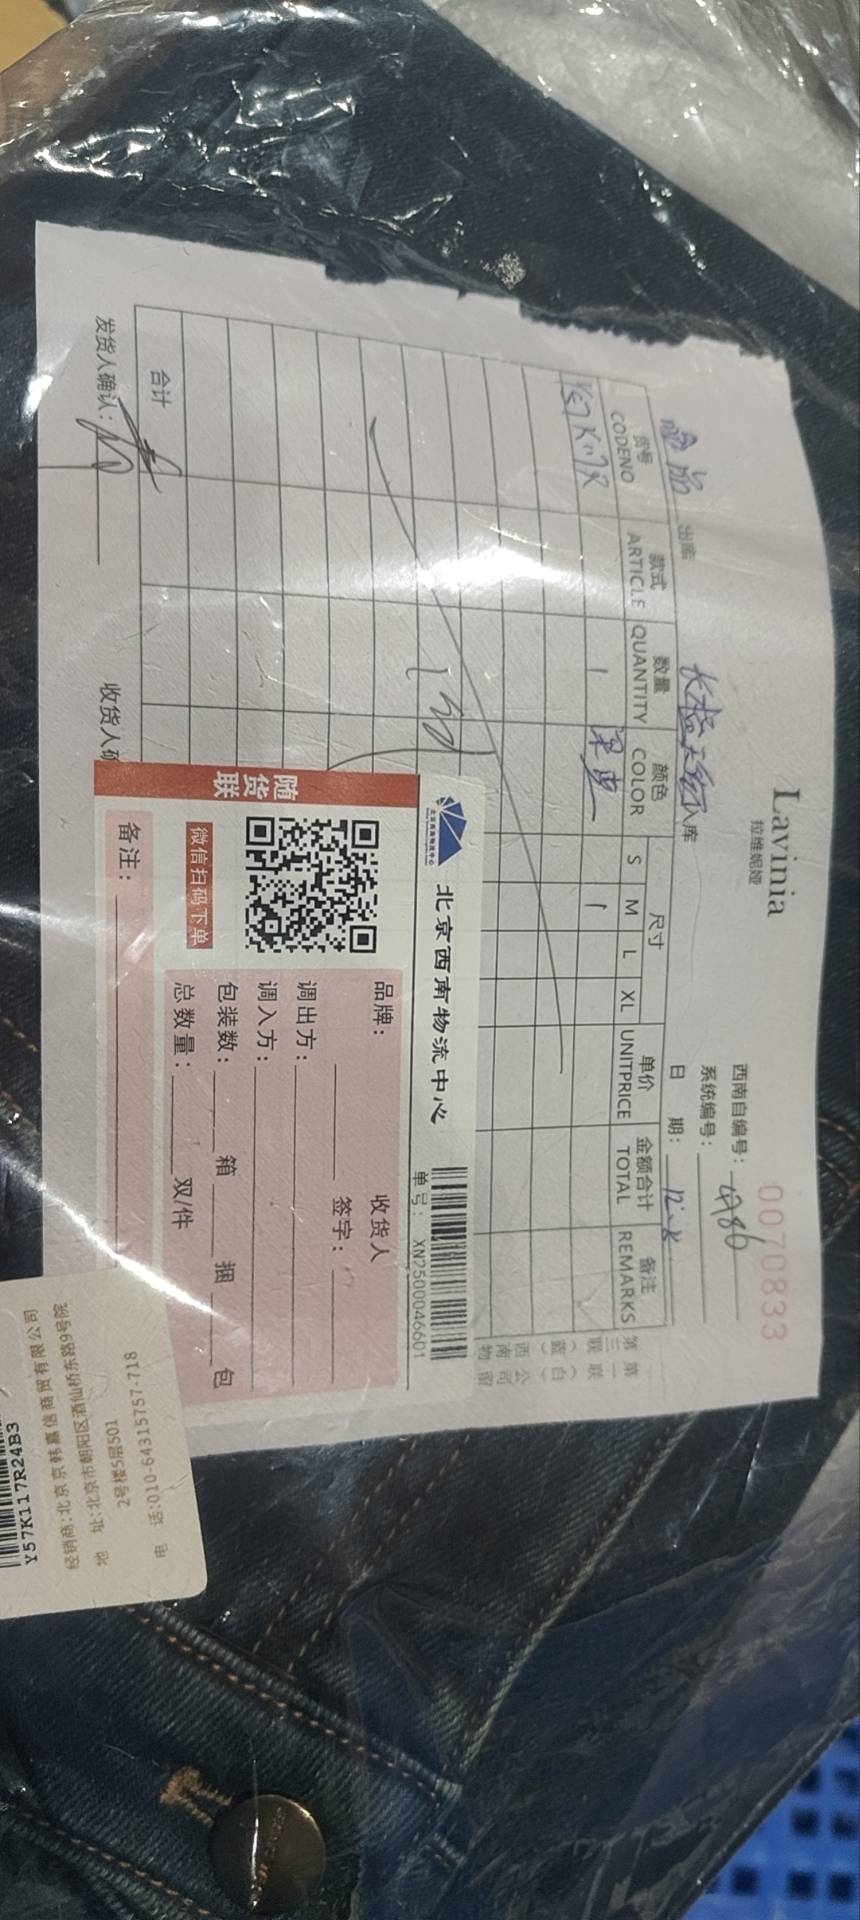 Lavinia
拉维妮娅
0070833
西南自编号：
系统编号：
日 期：
出库
入库
货号 款式 数量 颜色 尺寸 单价 金额合计 备注
CODENO ARTICLE QUANTITY COLOR S M L XL UNITPRICE TOTAL REMARKS
Y57K117R 1 1
合计
发货人确认：
收货人确
随货联
北京西南物流中心
单号：XN2500046601
微信扫码下单
品牌：
收货人
签字：
调出方：
调入方：
包装数： 箱 捆 包
总数量： 双/件
备注：
经销商:北京京韩嘉信商贸有限公司
地 址:北京市朝阳区酒仙桥东路9号院
2号楼5层501
电 话:010-64315757-718
Y57K117R24B3